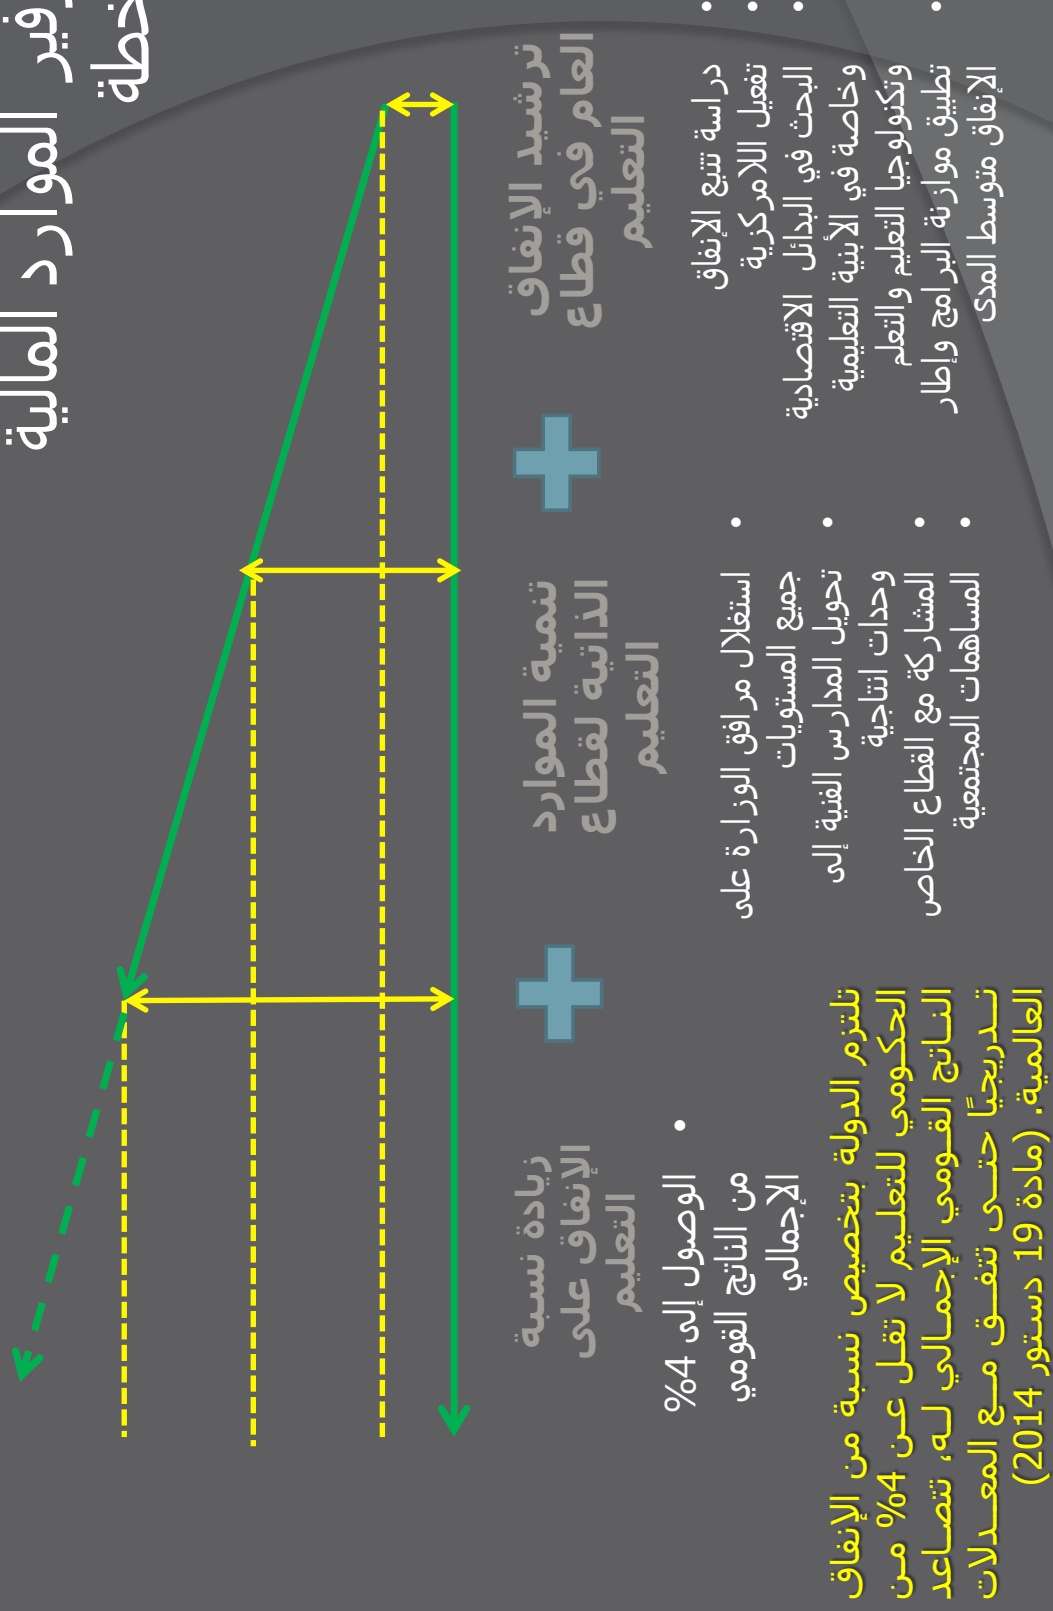 الموارد المالية
ترشيد الإنفاق
العام في قطاع
التعليم
• دراسة تتبع الإنفاق
• تفعيل اللامركزية
• البحث في البدائل الاقتصادية
وخاصة في الأبنية التعليمية
وتكنولوجيا التعليم والتعلم
• تطبيق موازنة البرامج وإطار
الإنفاق متوسط المدى
تنمية الموارد
الذاتية لقطاع
التعليم
• استغلال مرافق الوزارة على
جميع المستويات
• تحويل المدارس الفنية إلى
وحدات انتاجية
• المشاركة مع القطاع الخاص
• المساهمات المجتمعية
زيادة نسبة
الإنفاق على
التعليم
• الوصول إلى 4%
من الناتج القومي
الإجمالي
تلتزم الدولة بتخصيص نسبة من الإنفاق
الحكومي للتعليم لا تقل عن 4% من
الناتج القومي الإجمالي له، تتصاعد
تدريجيًا حتى تتفق مع المعدلات
العالمية. (مادة 19 دستور 2014)